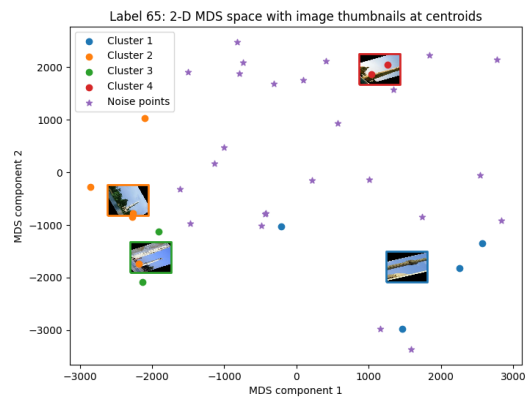 Label 65: 2-D MDS space with image thumbnails at centroids
Cluster 1
Cluster 2
Cluster 3
Cluster 4
Noise points
2000
1000
0
−1000
−2000
−3000
MDS component 2
−3000 −2000 −1000 0 1000 2000 3000
MDS component 1